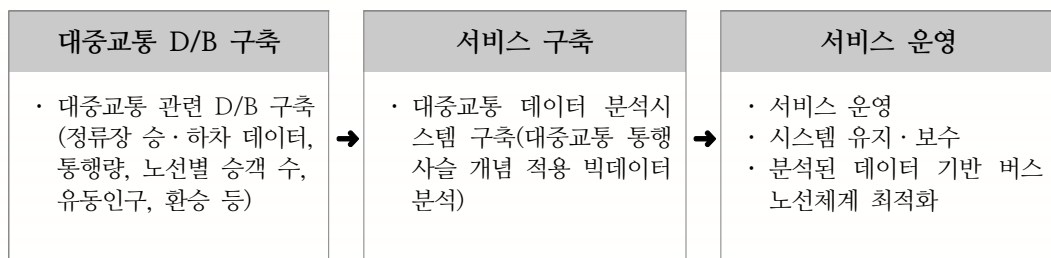 대중교통 D/B 구축
· 대중교통 관련 D/B 구축
(정류장 승·하차 데이터,
통행량, 노선별 승객 수,
유동인구, 환승 등)
➜
서비스 구축
· 대중교통 데이터 분석시
스템 구축(대중교통 통행
사슬 개념 적용 빅데이터
분석)
➜
서비스 운영
· 서비스 운영
· 시스템 유지·보수
· 분석된 데이터 기반 버스
노선체계 최적화